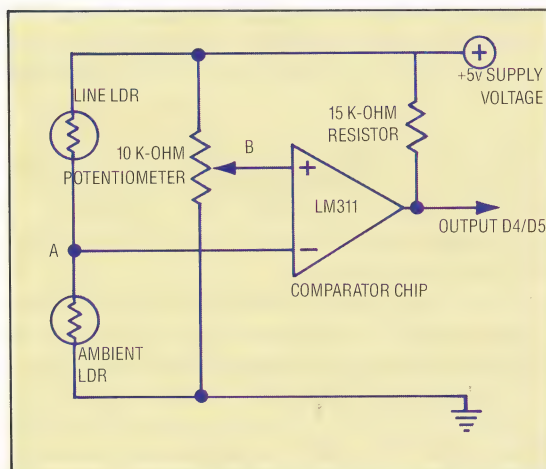 +5v SUPPLY
VOLTAGE
LINE LDR
15 K-OHM
RESISTOR
10 K-OHM
POTENTIOMETER
B
+
LM311
OUTPUT D4/D5
A
−
COMPARATOR CHIP
AMBIENT
LDR